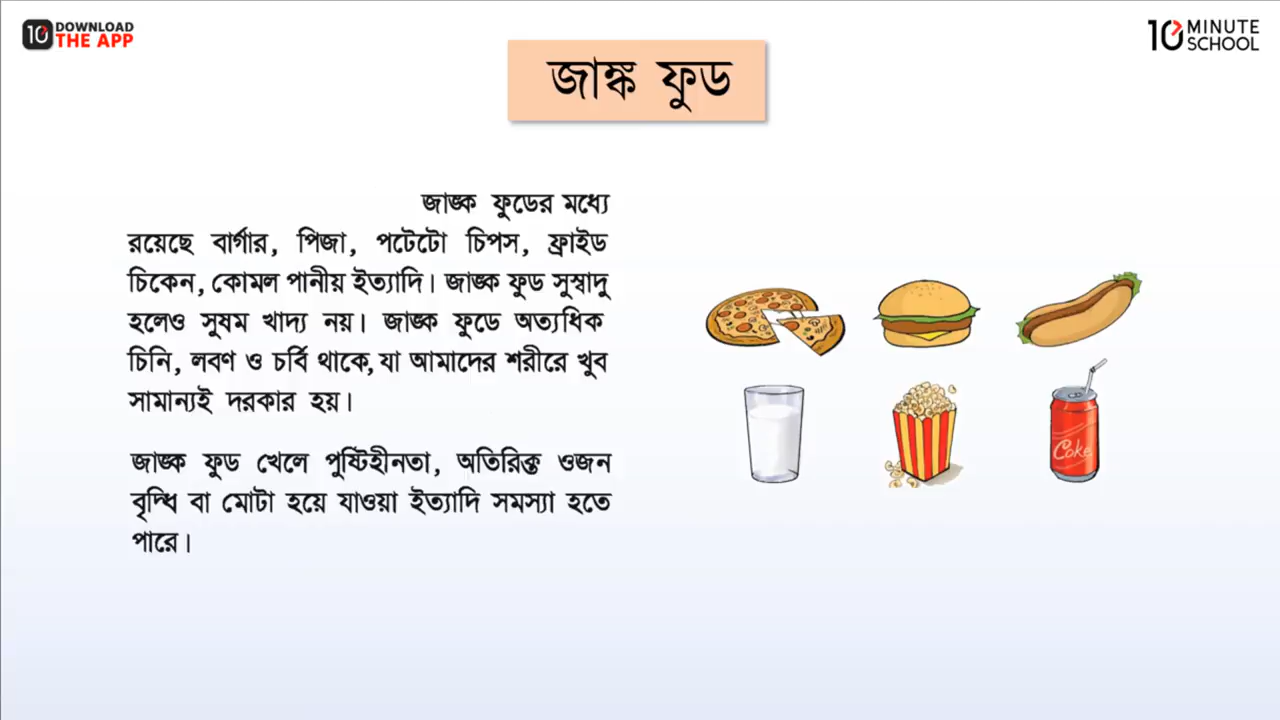 10 DOWNLOAD
THE APP
10 MINUTE
SCHOOL
জাঙ্ক ফুড
জাঙ্ক ফুডের মধ্যে
রয়েছে বার্গার, পিজা, পটেটো চিপস, ফ্রাইড
চিকেন, কোমল পানীয় ইত্যাদি। জাঙ্ক ফুড সুস্বাদু
হলেও সুষম খাদ্য নয়। জাঙ্ক ফুডে অত্যধিক
চিনি, লবণ ও চর্বি থাকে, যা আমাদের শরীরে খুব
সামান্যই দরকার হয়।
জাঙ্ক ফুড খেলে পুষ্টিহীনতা, অতিরিক্ত ওজন
বৃদ্ধি বা মোটা হয়ে যাওয়া ইত্যাদি সমস্যা হতে
পারে।
Coke